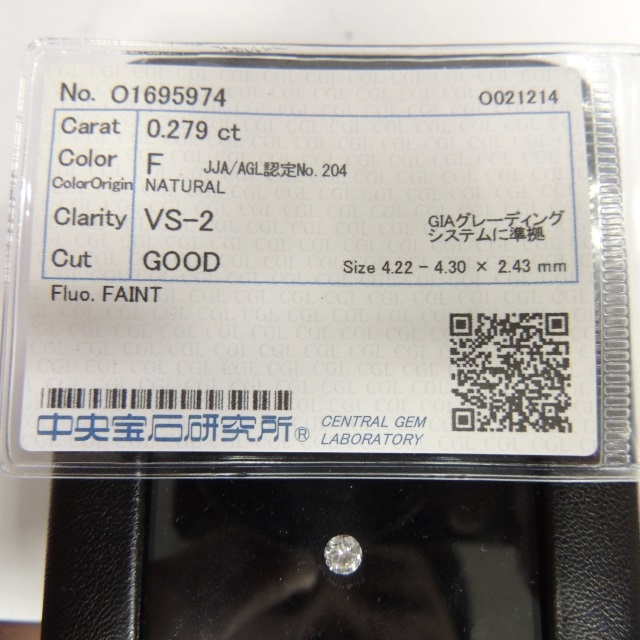 No. O1695974 O021214
Carat 0.279 ct
Color F JJA/AGL認定No.204
ColorOrigin NATURAL
Clarity VS-2 GIAグレーディング
システムに準拠
Cut GOOD Size 4.22 - 4.30 × 2.43 mm
Fluo. FAINT
中央宝石研究所® CENTRAL GEM
LABORATORY